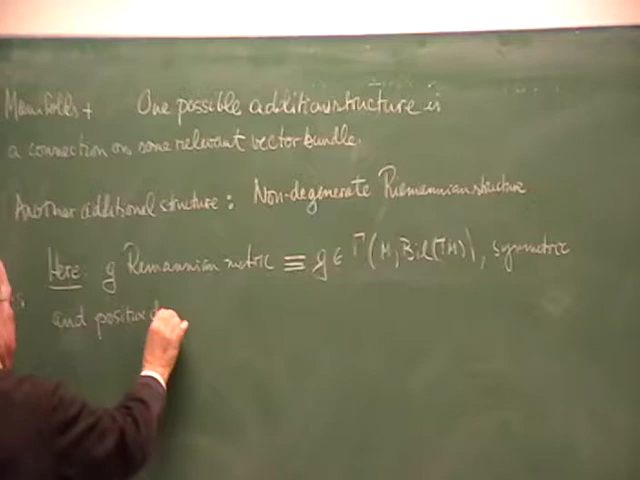 Manifolds + One possible additional structure is
a connection on some relevant vector bundle.
Another additional structure: Non-degenerate Riemannian structure
Here: g Riemannian metric ≡ g ∈ Γ(M, Bil(TM)), symmetric
and positive d